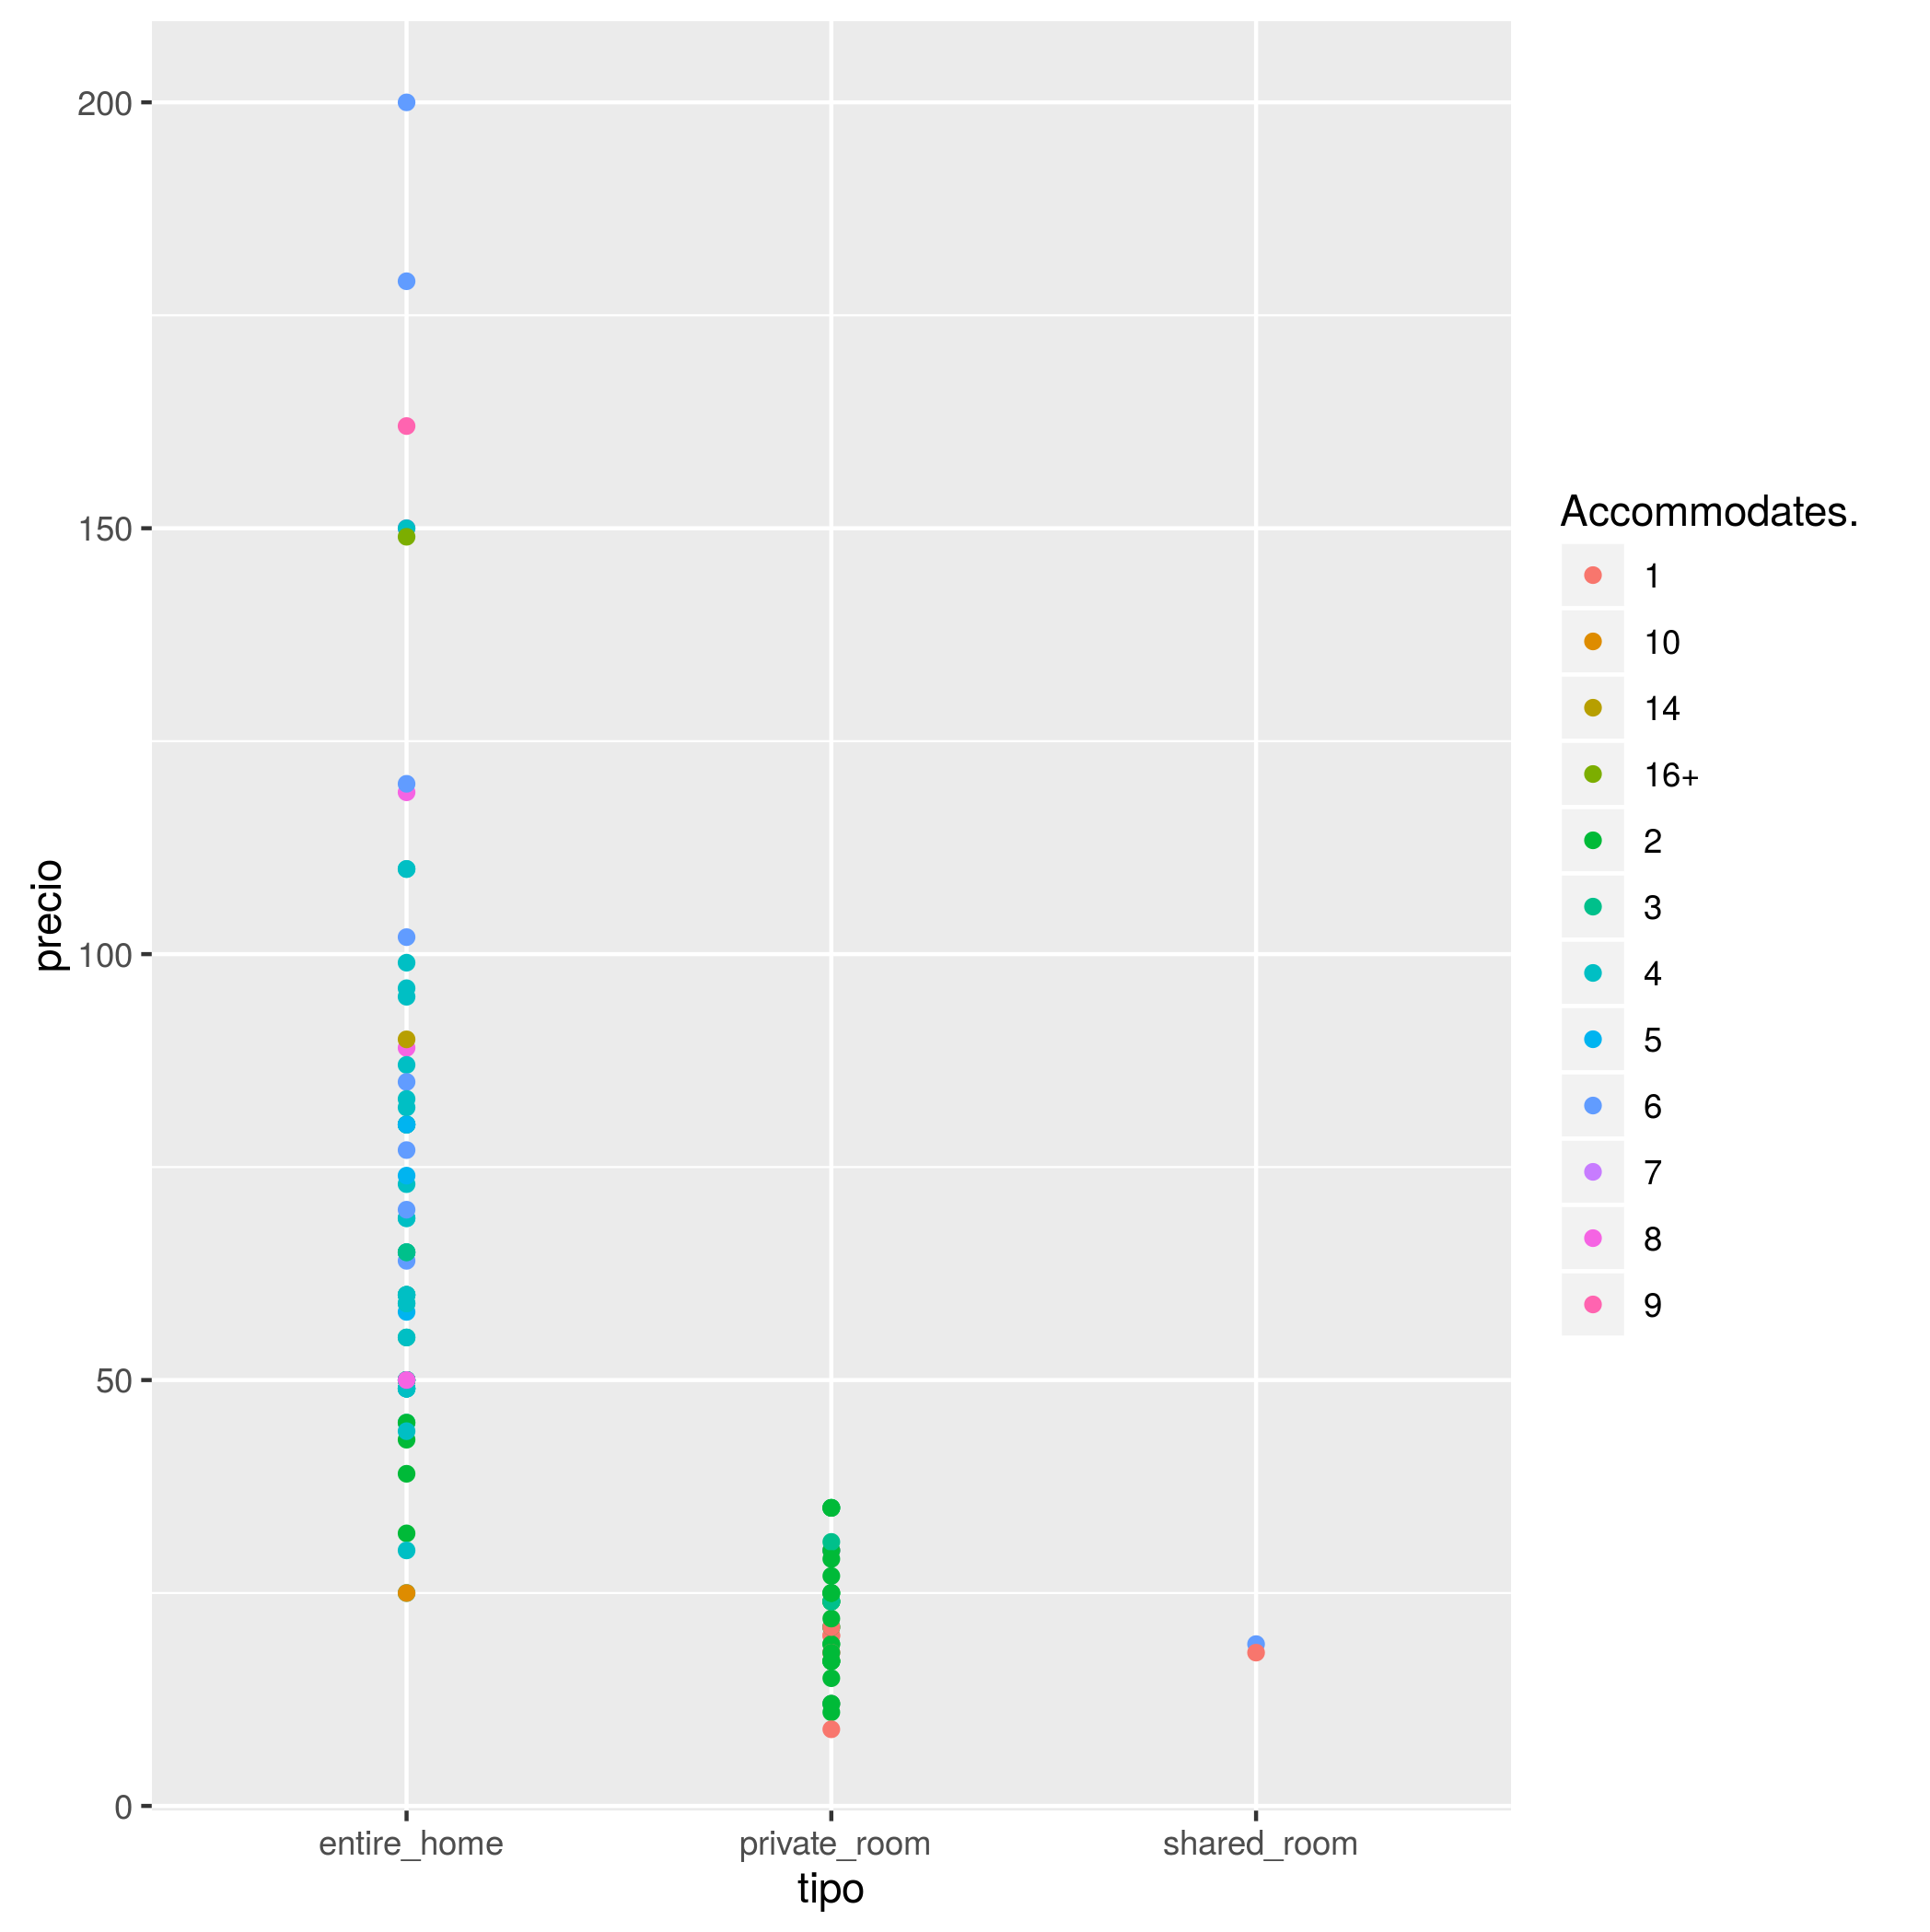 200
150
100
50
0
precio
entire_home
private_room
shared_room
tipo
Accommodates.
1
10
14
16+
2
3
4
5
6
7
8
9